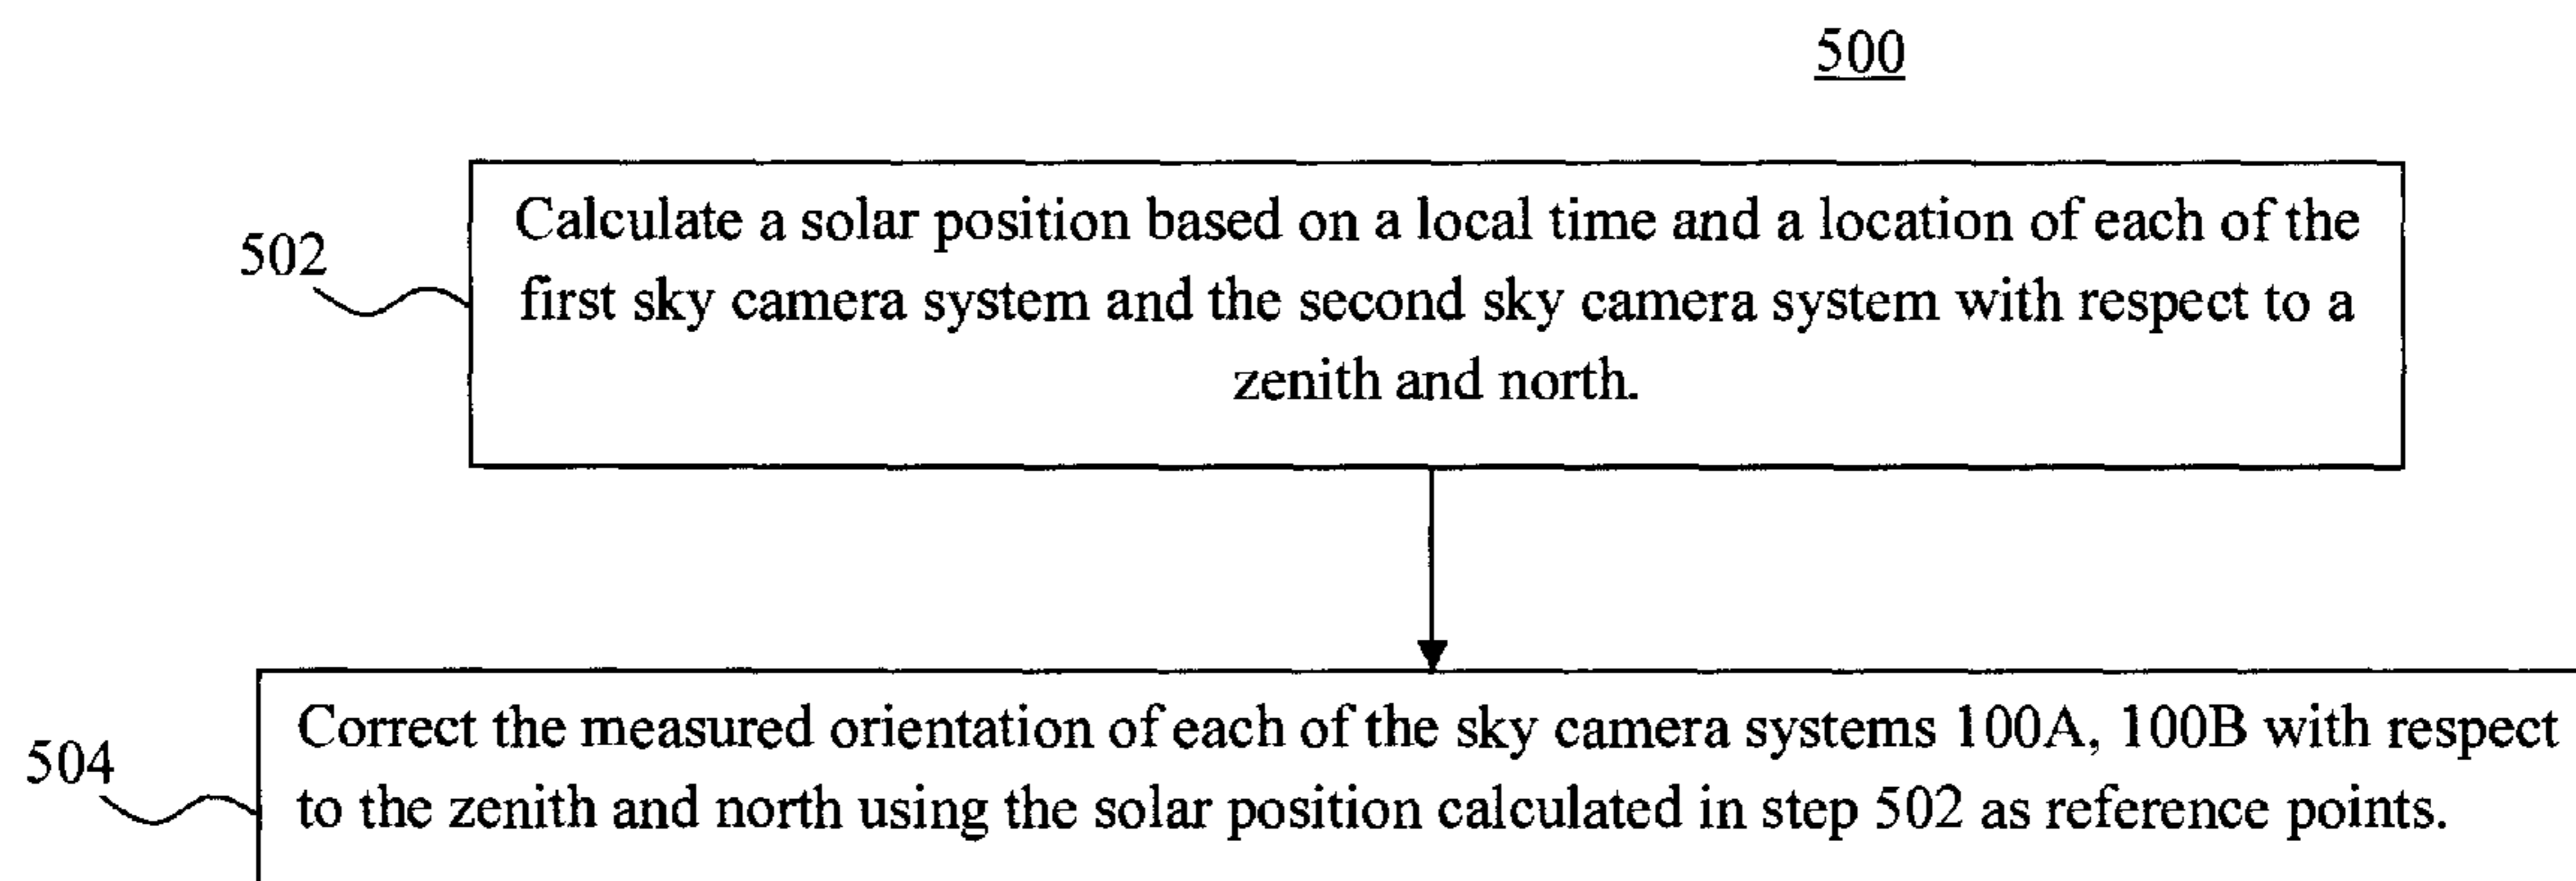 500
502
Calculate a solar position based on a local time and a location of each of the
first sky camera system and the second sky camera system with respect to a
zenith and north.
504
Correct the measured orientation of each of the sky camera systems 100A, 100B with respect
to the zenith and north using the solar position calculated in step 502 as reference points.